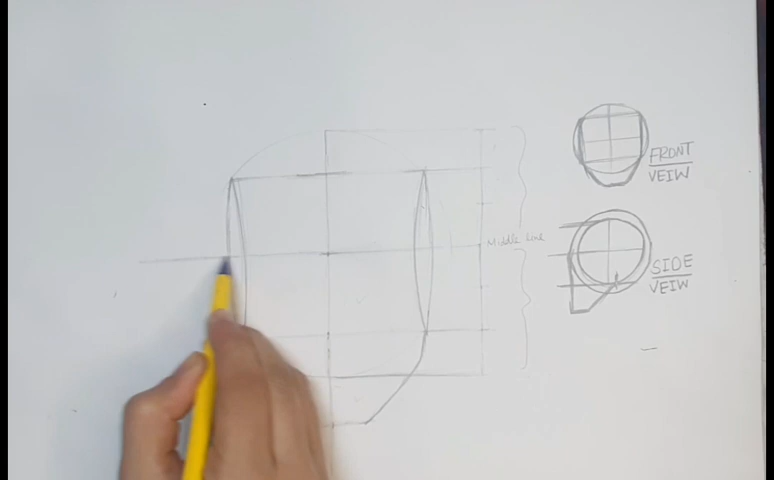 FRONT
VEIW
Middle Line
SIDE
VEIW